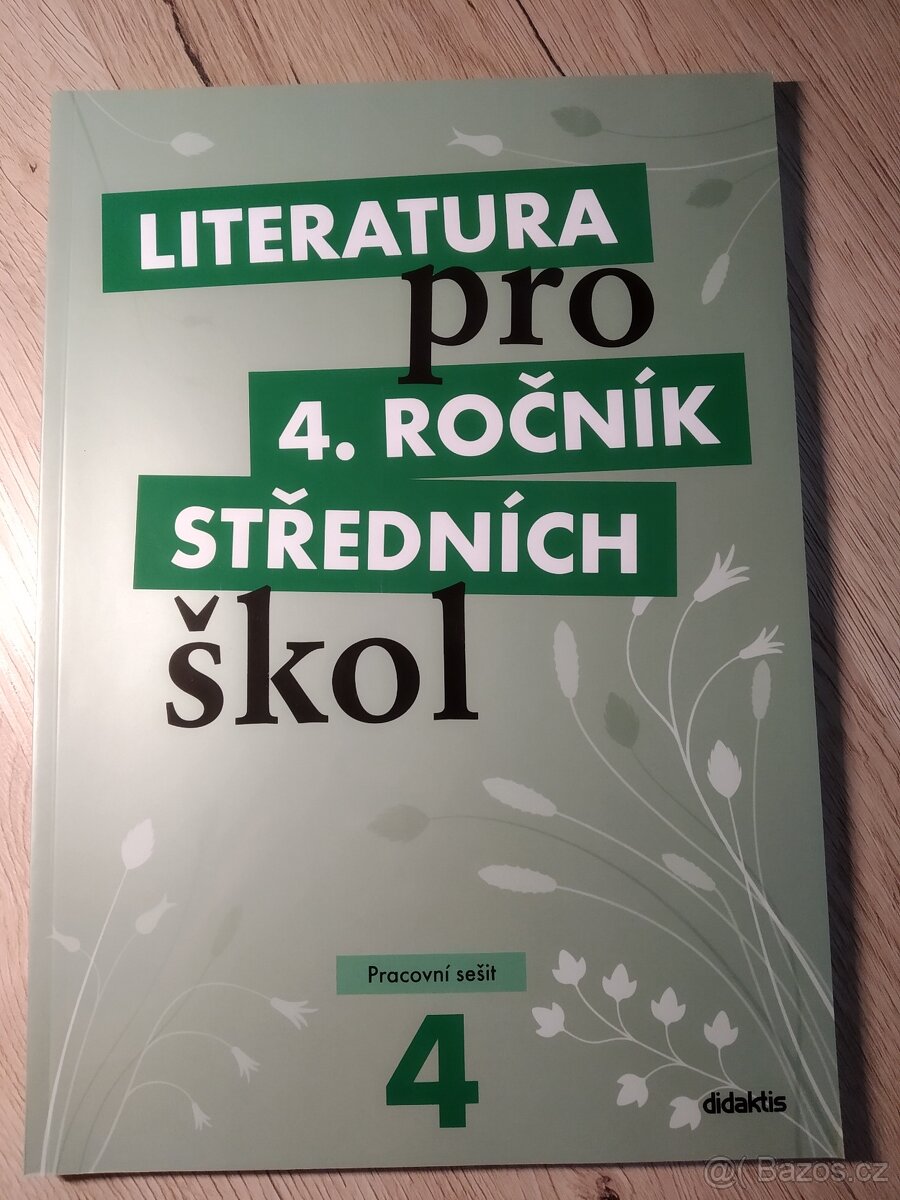 LITERATURA
pro
4. ROČNÍK
STŘEDNÍCH
škol
Pracovní sešit
4
didaktis
@( Bazos.cz